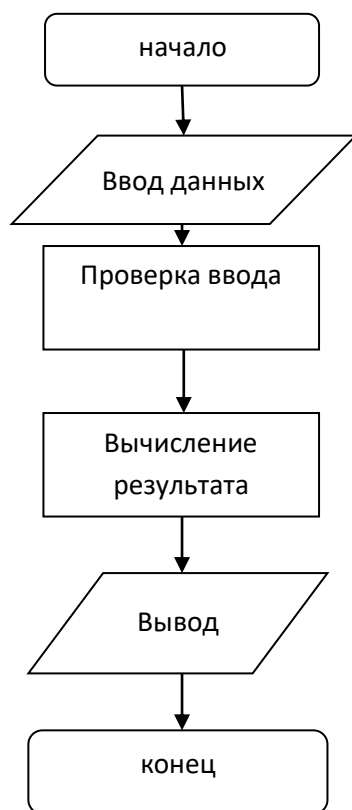 начало
Ввод данных
Проверка ввода
Вычисление
результата
Вывод
конец